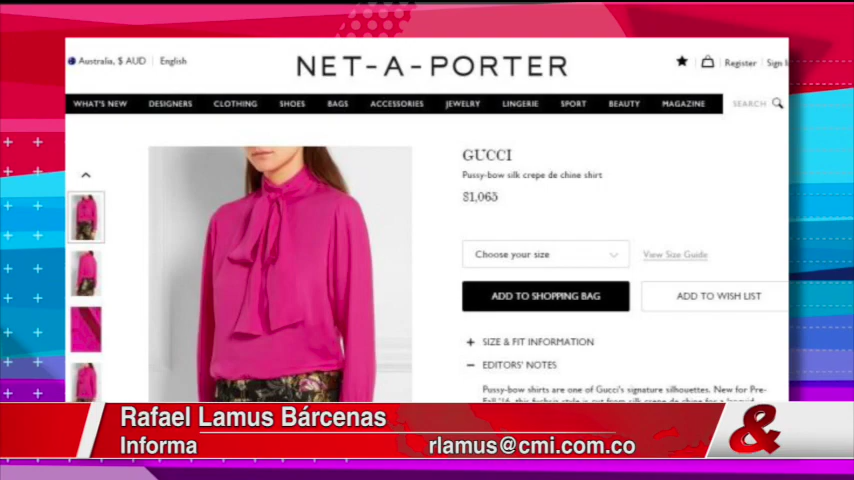 Australia, $ AUD | English
NET-A-PORTER
Register | Sign
WHAT'S NEW DESIGNERS CLOTHING SHOES BAGS ACCESSORIES JEWELRY LINGERIE SPORT BEAUTY MAGAZINE SEARCH
GUCCI
Pussy-bow silk crepe de chine shirt
$1,065
Choose your size
View Size Guide
ADD TO SHOPPING BAG
ADD TO WISH LIST
+ SIZE & FIT INFORMATION
− EDITORS' NOTES
Pussy-bow shirts are one of Gucci's signature silhouettes. New for Pre-
Rafael Lamus Bárcenas
Informa
rlamus@cmi.com.co
&